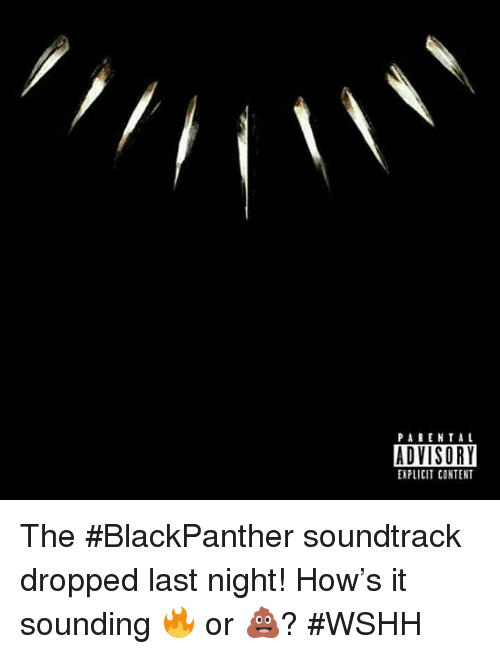 PARENTAL
ADVISORY
EXPLICIT CONTENT
The #BlackPanther soundtrack
dropped last night! How’s it
sounding 🔥 or 💩? #WSHH